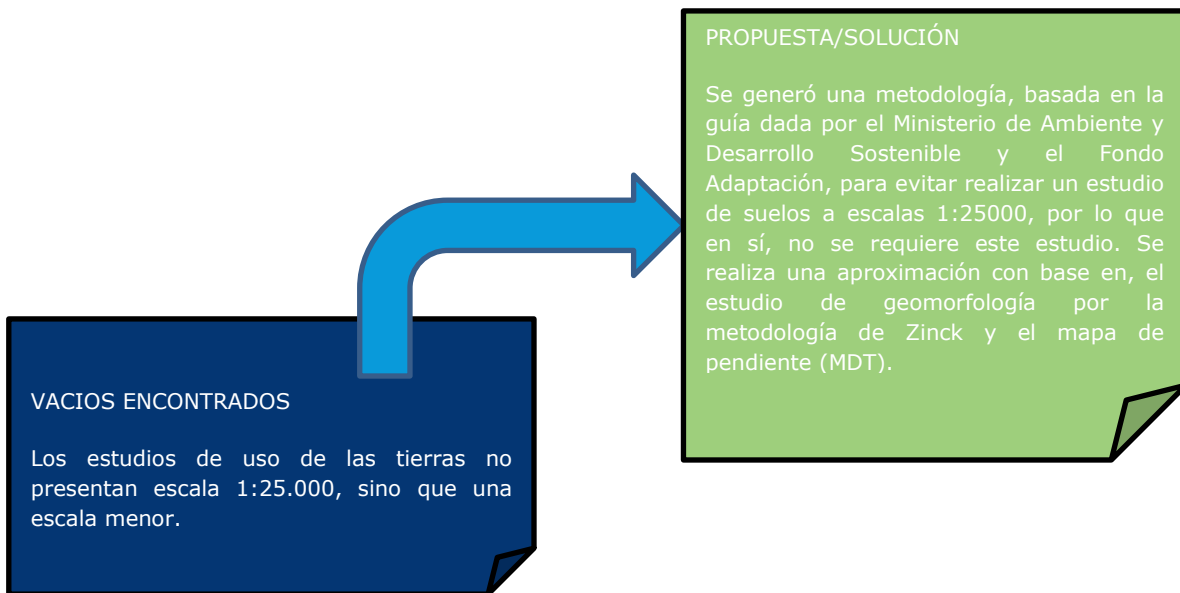 PROPUESTA/SOLUCIÓN
Se generó una metodología, basada en la
guía dada por el Ministerio de Ambiente y
Desarrollo Sostenible y el Fondo
Adaptación, para evitar realizar un estudio
de suelos a escalas 1:25000, por lo que
en sí, no se requiere este estudio. Se
realiza una aproximación con base en, el
estudio de geomorfología por la
metodología de Zinck y el mapa de
pendiente (MDT).
VACIOS ENCONTRADOS
Los estudios de uso de las tierras no
presentan escala 1:25.000, sino que una
escala menor.